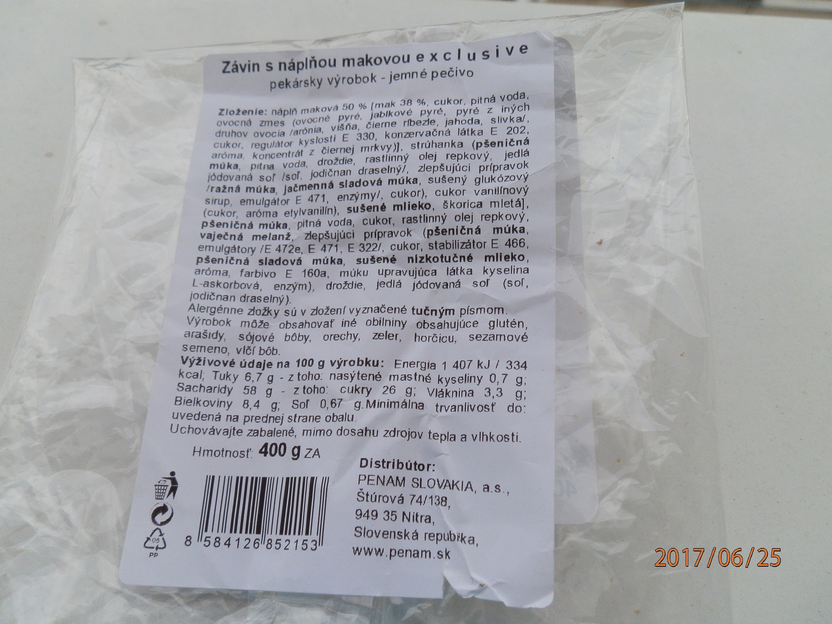 Závin s náplňou makovou exclusive
pekársky výrobok - jemné pečivo
Zloženie: náplň maková 50 % [mak 38 %, cukor, pitná voda,
ovocná zmes (ovocné pyré, jablkové pyré, pyré z iných
druhov ovocia /arónia, višňa, čierne ríbezle, jahoda, slivka/,
cukor, regulátor kyslosti E 330, konzervačná látka E 202,
aróma, koncentrát z čiernej mrkvy)], strúhanka (pšeničná
múka, pitná voda, droždie, rastlinný olej repkový, jedlá
jódovaná soľ /soľ, jodičnan draselný/, zlepšujúci prípravok
/ražná múka, jačmenná sladová múka, sušený glukózový
sirup, emulgátor E 471, enzýmy/, cukor), cukor vanilínový
(cukor, aróma etylvanilín), sušené mlieko, škorica mletá],
pšeničná múka, pitná voda, cukor, rastlinný olej repkový,
vaječná melanž, zlepšujúci prípravok (pšeničná múka,
emulgátory /E 472e, E 471, E 322/, cukor, stabilizátor E 466,
pšeničná sladová múka, sušené nízkotučné mlieko,
aróma, farbivo E 160a, múku upravujúca látka kyselina
L-askorbová, enzým), droždie, jedlá jódovaná soľ (soľ,
jodičnan draselný).
Alergénne zložky sú v zložení vyznačené tučným písmom.
Výrobok môže obsahovať iné obilniny obsahujúce glutén,
arašidy, sójové bôby, orechy, zeler, horčicu, sezamové
semeno, vlčí bôb.
Výživové údaje na 100 g výrobku: Energia 1 407 kJ / 334
kcal; Tuky 6,7 g - z toho: nasýtené mastné kyseliny 0,7 g;
Sacharidy 58 g - z toho: cukry 26 g; Vláknina 3,3 g;
Bielkoviny 8,4 g; Soľ 0,67 g.Minimálna trvanlivosť do:
uvedená na prednej strane obalu.
Uchovávajte zabalené, mimo dosahu zdrojov tepla a vlhkosti.
Hmotnosť: 400 g ZA
Distribútor:
PENAM SLOVAKIA, a.s.,
Štúrová 74/138,
949 35 Nitra,
Slovenská republika,
www.penam.sk
05
PP
8 584126 852153
2017/06/25